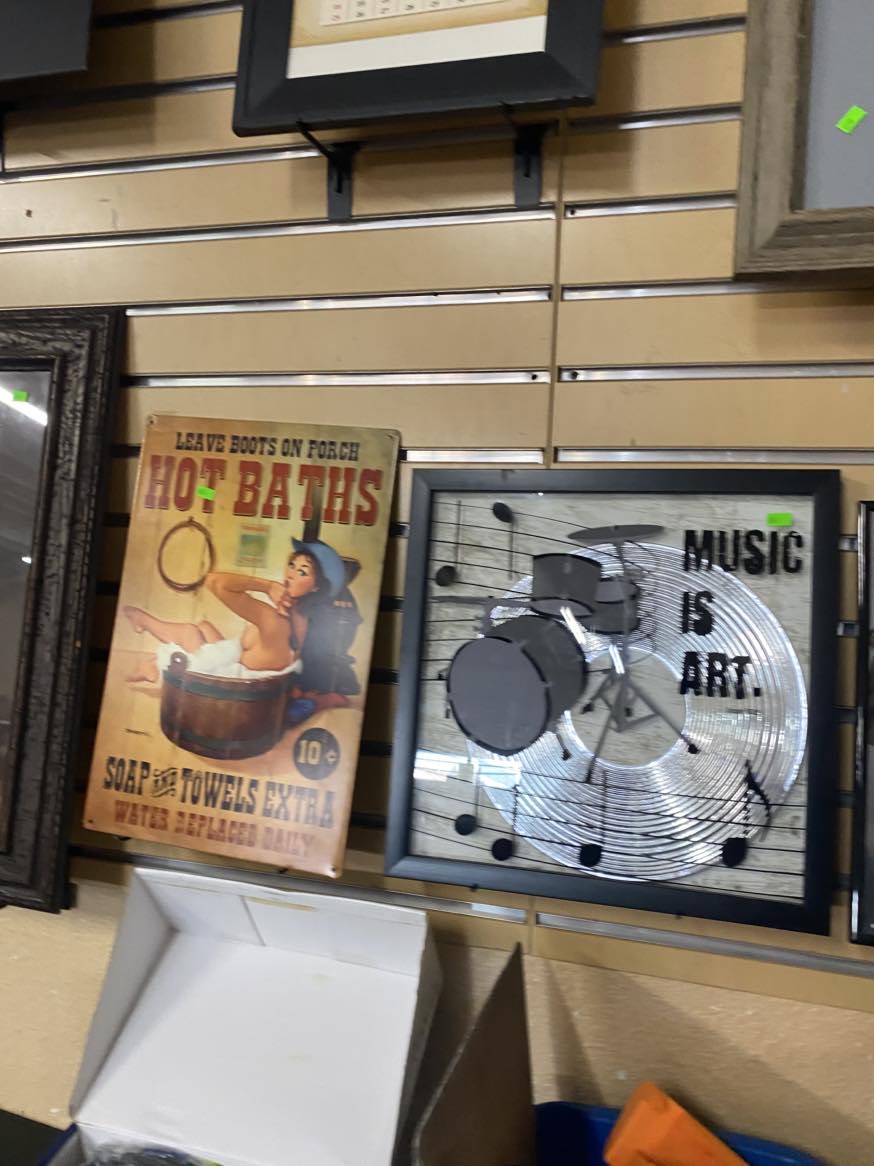 LEAVE BOOTS ON PORCH
HOT BATHS
10¢
SOAP AND TOWELS EXTRA
WATER REPLACED DAILY
MUSIC
IS
ART.